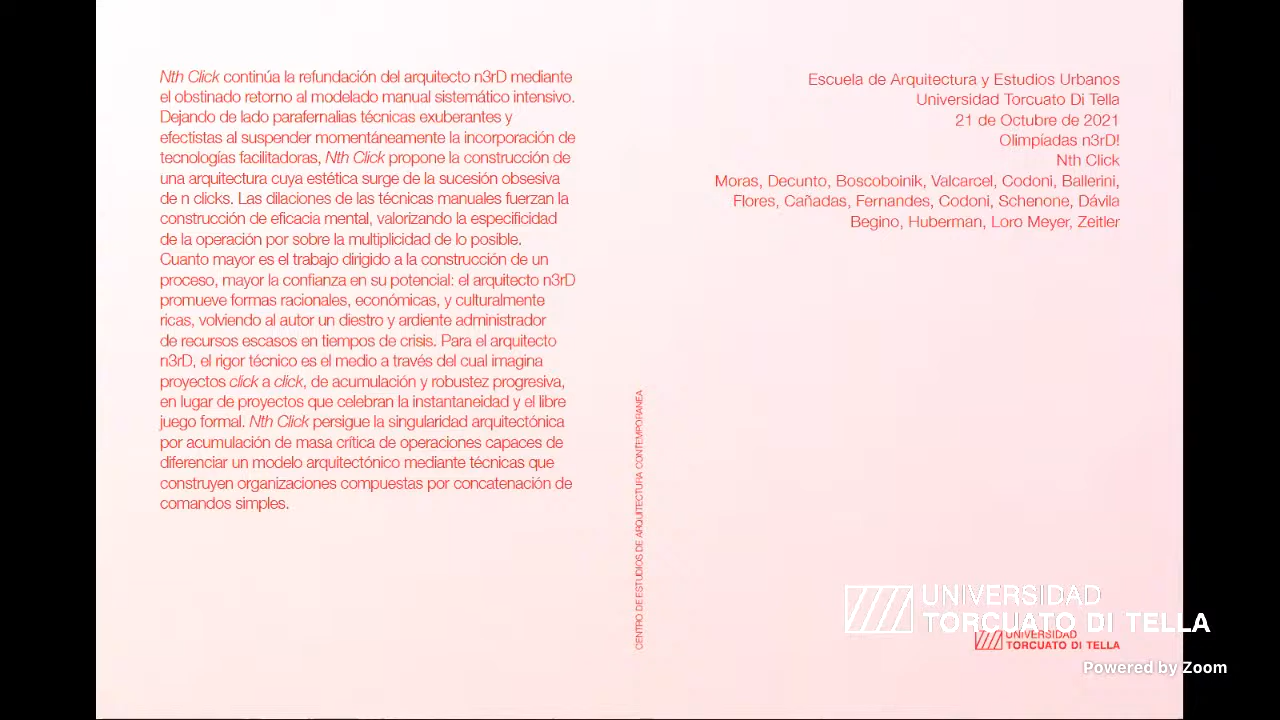 Nth Click continúa la refundación del arquitecto n3rD mediante
el obstinado retorno al modelado manual sistemático intensivo.
Dejando de lado parafernalias técnicas exuberantes y
efectistas al suspender momentáneamente la incorporación de
tecnologías facilitadoras, Nth Click propone la construcción de
una arquitectura cuya estética surge de la sucesión obsesiva
de n clicks. Las dilaciones de las técnicas manuales fuerzan la
construcción de eficacia mental, valorizando la especificidad
de la operación por sobre la multiplicidad de lo posible.
Cuanto mayor es el trabajo dirigido a la construcción de un
proceso, mayor la confianza en su potencial: el arquitecto n3rD
promueve formas racionales, económicas, y culturalmente
ricas, volviendo al autor un diestro y ardiente administrador
de recursos escasos en tiempos de crisis. Para el arquitecto
n3rD, el rigor técnico es el medio a través del cual imagina
proyectos click a click, de acumulación y robustez progresiva,
en lugar de proyectos que celebran la instantaneidad y el libre
juego formal. Nth Click persigue la singularidad arquitectónica
por acumulación de masa crítica de operaciones capaces de
diferenciar un modelo arquitectónico mediante técnicas que
construyen organizaciones compuestas por concatenación de
comandos simples.
CENTRO DE ESTUDIOS DE ARQUITECTURA CONTEMPORANEA
Escuela de Arquitectura y Estudios Urbanos
Universidad Torcuato Di Tella
21 de Octubre de 2021
Olimpíadas n3rD!
Nth Click
Moras, Decunto, Boscoboinik, Valcarcel, Codoni, Ballerini,
Flores, Cañadas, Fernandes, Codoni, Schenone, Dávila
Begino, Huberman, Loro Meyer, Zeitler
UNIVERSIDAD
TORCUATO DI TELLA
UNIVERSIDAD
TORCUATO DI TELLA
Powered by Zoom